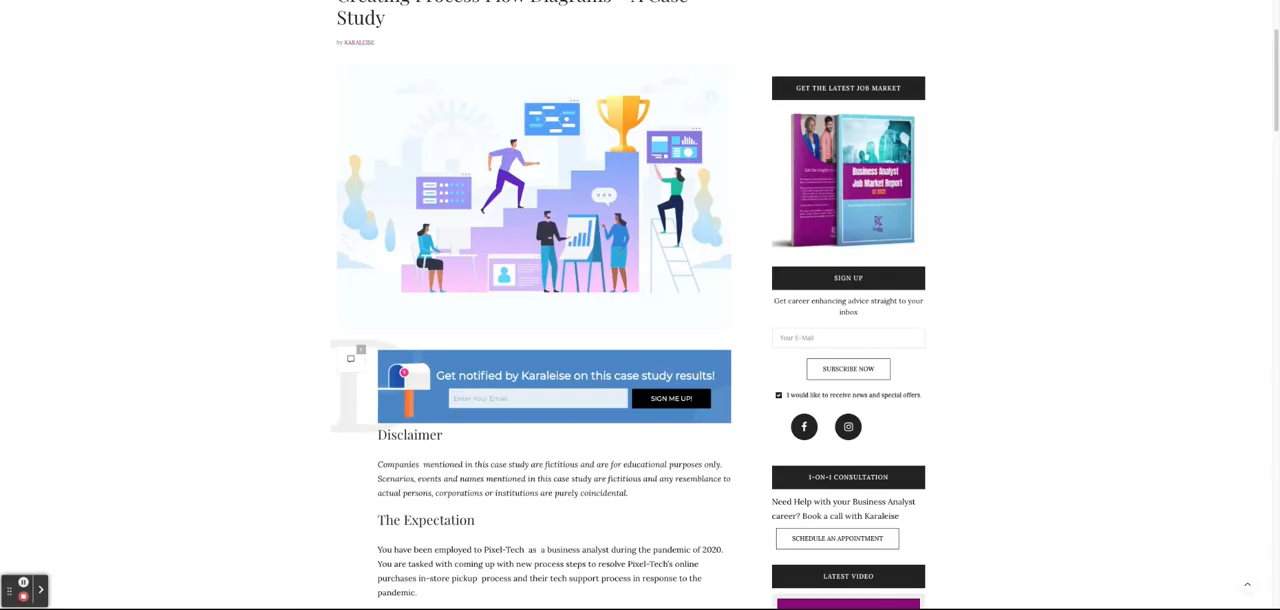 Creating Process Flow Diagrams – A Case
Study
by KARALEISE
1
Get notified by Karaleise on this case study results!
Enter Your Email
SIGN ME UP!
Disclaimer
Companies mentioned in this case study are fictitious and are for educational purposes only.
Scenarios, events and names mentioned in this case study are fictitious and any resemblance to
actual persons, corporations or institutions are purely coincidental.
The Expectation
You have been employed to Pixel-Tech as a business analyst during the pandemic of 2020.
You are tasked with coming up with new process steps to resolve Pixel-Tech's online
purchases in-store pickup process and their tech support process in response to the
pandemic.
GET THE LATEST JOB MARKET
Business Analyst
Job Market Report
SIGN UP
Get career enhancing advice straight to your
inbox
Your E-Mail
SUBSCRIBE NOW
I would like to receive news and special offers.
1-ON-1 CONSULTATION
Need Help with your Business Analyst
career? Book a call with Karaleise
SCHEDULE AN APPOINTMENT
LATEST VIDEO